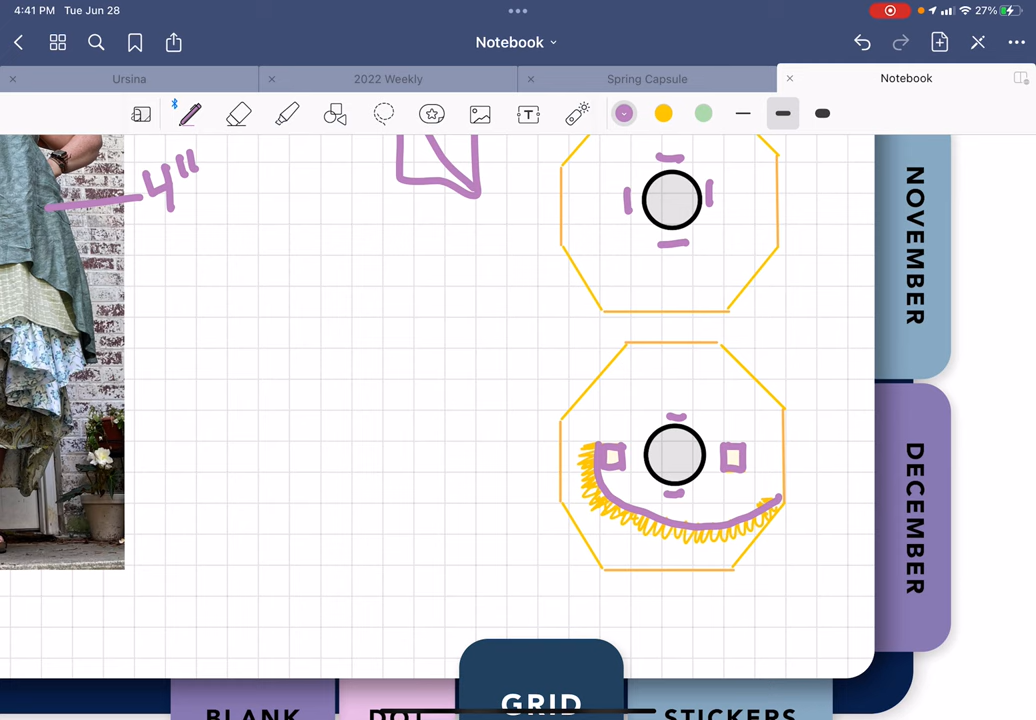 4:41 PM Tue Jun 28
27%
Notebook
Ursina
2022 Weekly
Spring Capsule
Notebook
T
4"
NOVEMBER
DECEMBER
BLANK
DOT
GRID
STICKERS